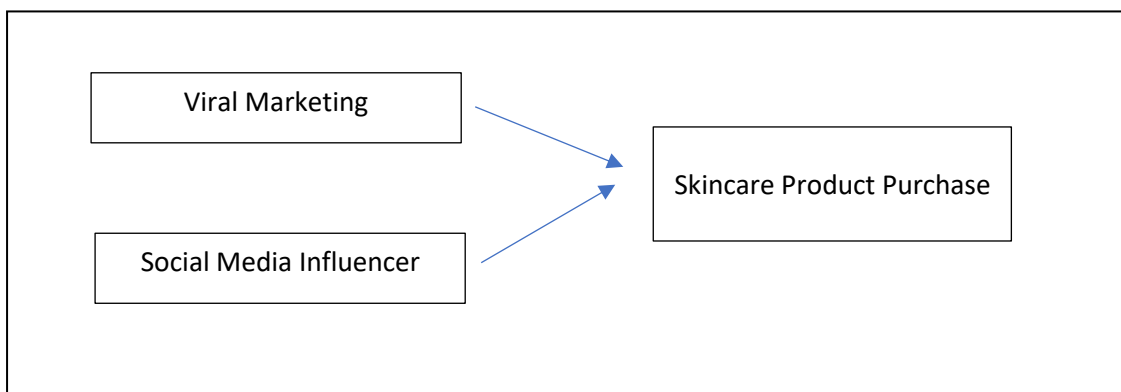 Viral Marketing
Skincare Product Purchase
Social Media Influencer